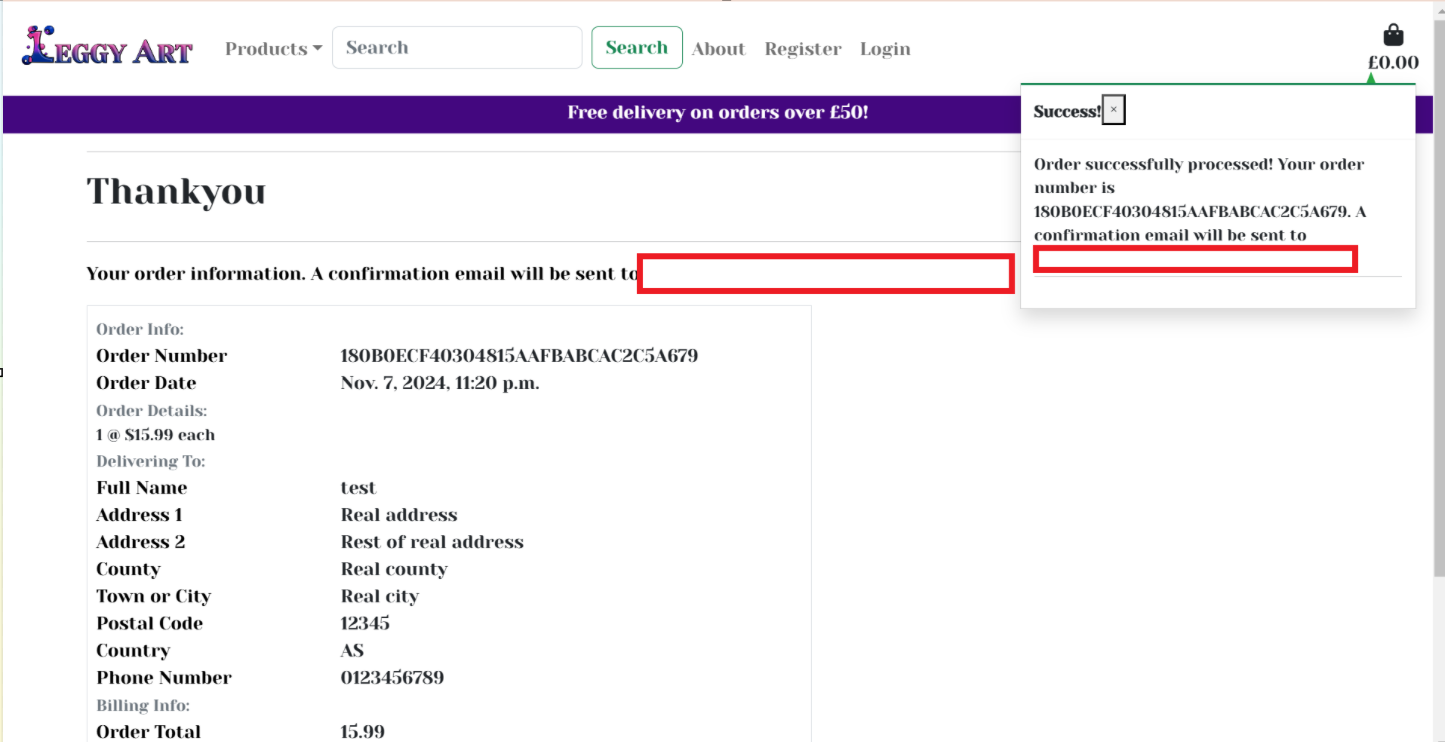 Leggy Art Products Search Search About Register Login
£0.00
Free delivery on orders over £50!
Success! ×
Order successfully processed! Your order
number is
180B0ECF40304815AAFBABCAC2C5A679. A
confirmation email will be sent to
Thankyou
Your order information. A confirmation email will be sent to
Order Info:
Order Number 180B0ECF40304815AAFBABCAC2C5A679
Order Date Nov. 7, 2024, 11:20 p.m.
Order Details:
1 @ $15.99 each
Delivering To:
Full Name test
Address 1 Real address
Address 2 Rest of real address
County Real county
Town or City Real city
Postal Code 12345
Country AS
Phone Number 0123456789
Billing Info:
Order Total 15.99